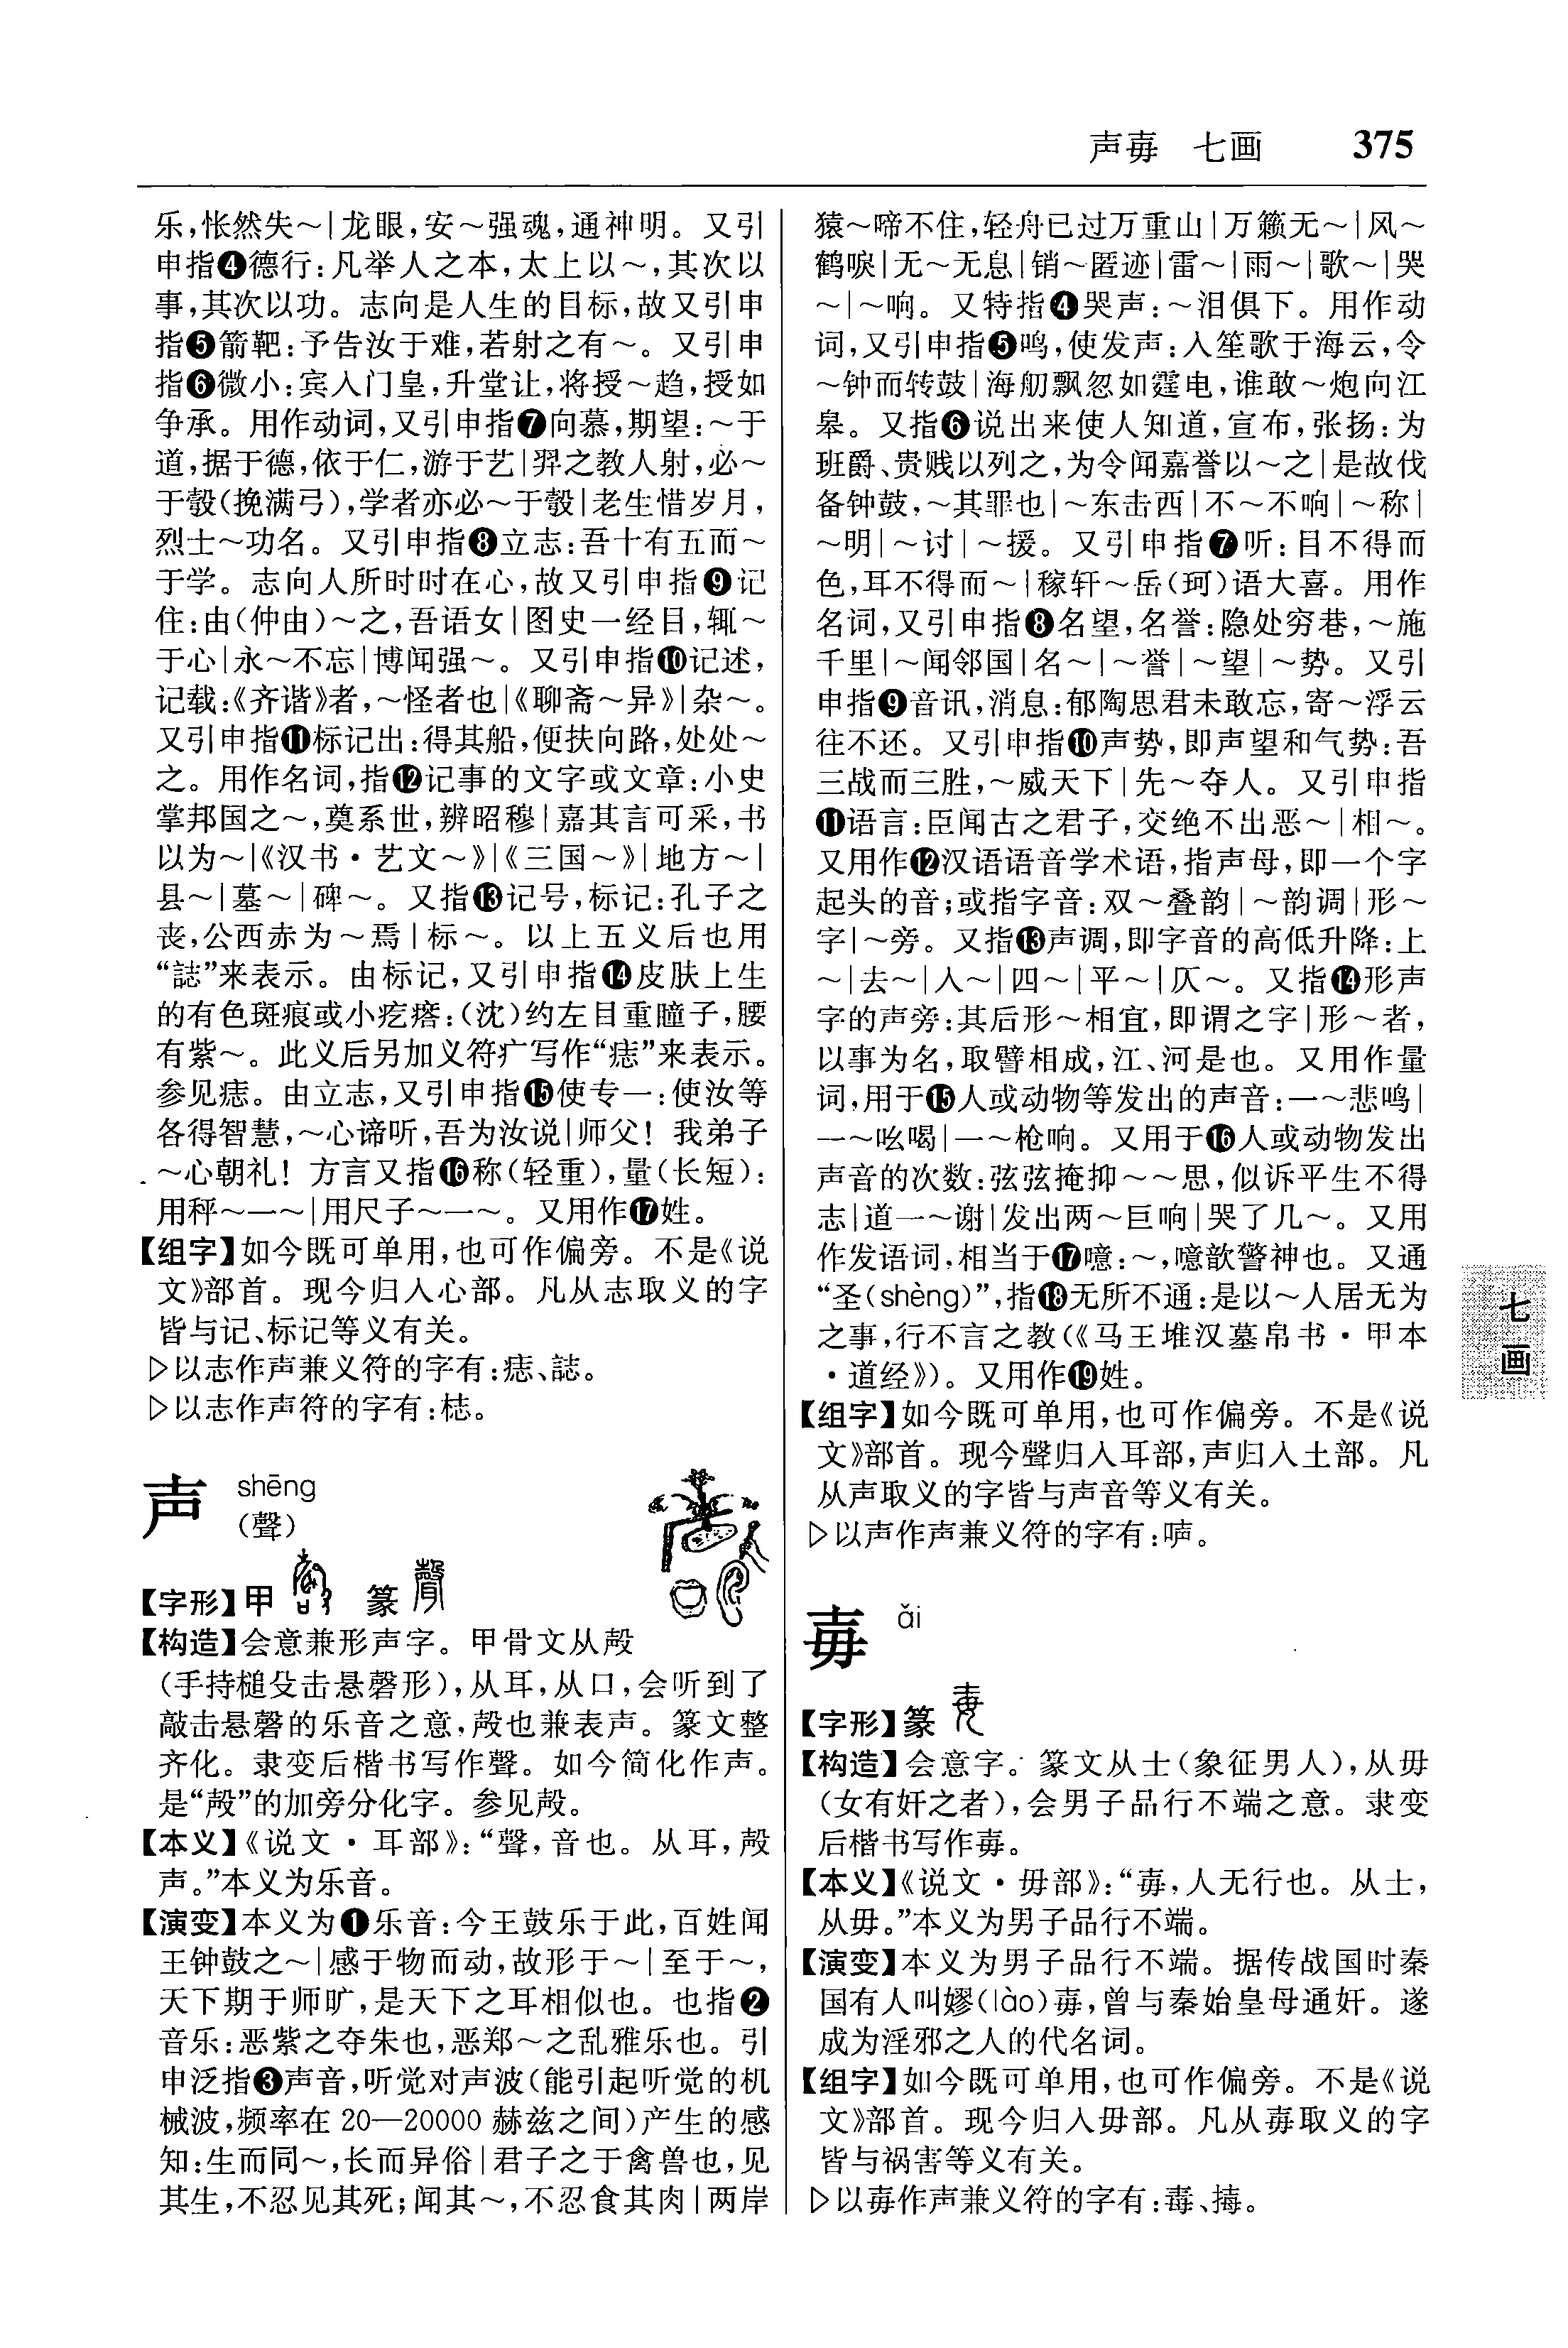 声毐 七画 375
乐,怅然失～|龙眼,安～强魂,通神明。又引
申指❹德行:凡举人之本,太上以～,其次以
事,其次以功。志向是人生的目标,故又引申
指❺箭靶:予告汝于难,若射之有～。又引申
指❻微小:宾入门皇,升堂让,将授～趋,授如
争承。用作动词,又引申指❼向慕,期望:～于
道,据于德,依于仁,游于艺|羿之教人射,必～
于彀(挽满弓),学者亦必～于彀|老生惜岁月,
烈士～功名。又引申指❽立志:吾十有五而～
于学。志向人所时时在心,故又引申指❾记
住:由(仲由)～之,吾语女|图史一经目,辄～
于心|永～不忘|博闻强～。又引申指❿记述,
记载:《齐谐》者,～怪者也|《聊斋～异》|杂～。
又引申指⓫标记出:得其船,便扶向路,处处～
之。用作名词,指⓬记事的文字或文章:小史
掌邦国之～,奠系世,辨昭穆|嘉其言可采,书
以为～|《汉书·艺文～》|《三国～》|地方～|
县～|墓～|碑～。又指⓭记号,标记:孔子之
丧,公西赤为～焉|标～。以上五义后也用
“誌”来表示。由标记,又引申指⓮皮肤上生
的有色斑痕或小疙瘩:(沈)约左目重瞳子,腰
有紫～。此义后另加义符疒写作“痣”来表示。
参见痣。由立志,又引申指⓯使专一:使汝等
各得智慧,～心谛听,吾为汝说|师父!我弟子
～心朝礼!方言又指⓰称(轻重),量(长短):
用秤～一～|用尺子～一～。又用作⓱姓。
【组字】如今既可单用,也可作偏旁。不是《说
文》部首。现今归入心部。凡从志取义的字
皆与记、标记等义有关。
▷以志作声兼义符的字有:痣、誌。
▷以志作声符的字有:梽。
声 shēng
(聲)
【字形】甲 篆
【构造】会意兼形声字。甲骨文从殸
(手持槌殳击悬磬形),从耳,从口,会听到了
敲击悬磬的乐音之意,殸也兼表声。篆文整
齐化。隶变后楷书写作聲。如今简化作声。
是“殸”的加旁分化字。参见殸。
【本义】《说文·耳部》:“聲,音也。从耳,殸
声。”本义为乐音。
【演变】本义为❶乐音:今王鼓乐于此,百姓闻
王钟鼓之～|感于物而动,故形于～|至于～,
天下期于师旷,是天下之耳相似也。也指❷
音乐:恶紫之夺朱也,恶郑～之乱雅乐也。引
申泛指❸声音,听觉对声波(能引起听觉的机
械波,频率在20—20000赫兹之间)产生的感
知:生而同～,长而异俗|君子之于禽兽也,见
其生,不忍见其死;闻其～,不忍食其肉|两岸
猿～啼不住,轻舟已过万重山|万籁无～|风～
鹤唳|无～无息|销～匿迹|雷～|雨～|歌～|哭
～|～响。又特指❹哭声:～泪俱下。用作动
词,又引申指❺鸣,使发声:入笙歌于海云,令
～钟而转鼓|海舠飘忽如霆电,谁敢～炮向江
皋。又指❻说出来使人知道,宣布,张扬:为
班爵、贵贱以列之,为令闻嘉誉以～之|是故伐
备钟鼓,～其罪也|～东击西|不～不响|～称|
～明|～讨|～援。又引申指❼听:目不得而
色,耳不得而～|稼轩～岳(珂)语大喜。用作
名词,又引申指❽名望,名誉:隐处穷巷,～施
千里|～闻邻国|名～|～誉|～望|～势。又引
申指❾音讯,消息:郁陶思君未敢忘,寄～浮云
往不还。又引申指❿声势,即声望和气势:吾
三战而三胜,～威天下|先～夺人。又引申指
⓫语言:臣闻古之君子,交绝不出恶～|相～。
又用作⓬汉语语音学术语,指声母,即一个字
起头的音;或指字音:双～叠韵|～韵调|形～
字|～旁。又指⓭声调,即字音的高低升降:上
～|去～|入～|四～|平～|仄～。又指⓮形声
字的声旁:其后形～相宜,即谓之字|形～者,
以事为名,取譬相成,江、河是也。又用作量
词,用于⓯人或动物等发出的声音:一～悲鸣|
一～吆喝|一～枪响。又用于⓰人或动物发出
声音的次数:弦弦掩抑～～思,似诉平生不得
志|道一～谢|发出两～巨响|哭了几～。又用
作发语词,相当于⓱噫:～,噫歆警神也。又通
“圣(shèng)”,指⓲无所不通:是以～人居无为
之事,行不言之教(《马王堆汉墓帛书·甲本
·道经》)。又用作⓳姓。
【组字】如今既可单用,也可作偏旁。不是《说
文》部首。现今聲归入耳部,声归入士部。凡
从声取义的字皆与声音等义有关。
▷以声作声兼义符的字有:唝。
毐 ǎi
【字形】篆
【构造】会意字。篆文从士(象征男人),从毋
(女有奸之者),会男子品行不端之意。隶变
后楷书写作毐。
【本义】《说文·毋部》:“毐,人无行也。从士,
从毋。”本义为男子品行不端。
【演变】本义为男子品行不端。据传战国时秦
国有人叫嫪(lào)毐,曾与秦始皇母通奸。遂
成为淫邪之人的代名词。
【组字】如今既可单用,也可作偏旁。不是《说
文》部首。现今归入毋部。凡从毐取义的字
皆与祸害等义有关。
▷以毐作声兼义符的字有:毒、㧷。
七
画